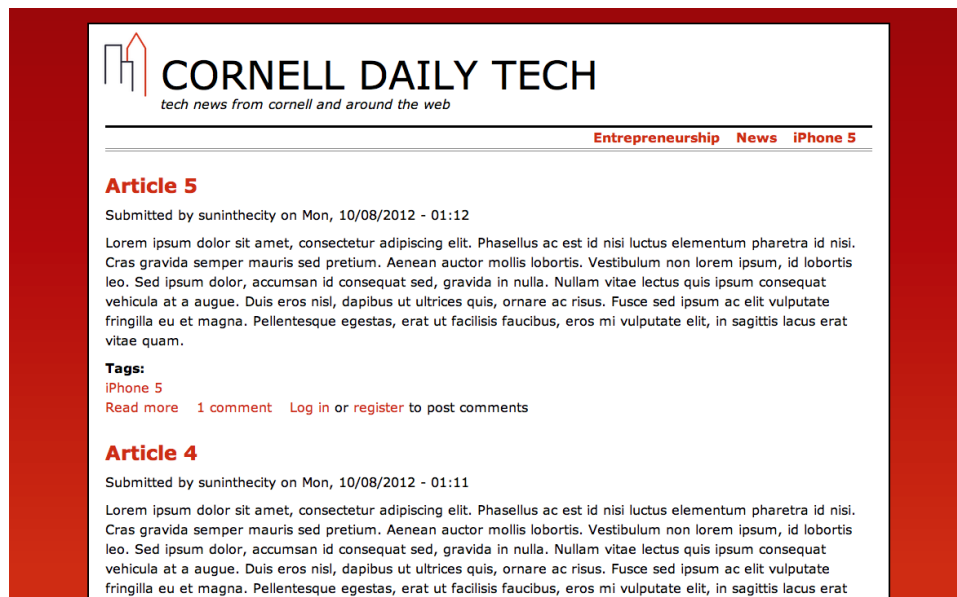 CORNELL DAILY TECH
tech news from cornell and around the web
Entrepreneurship News iPhone 5
Article 5
Submitted by suninthecity on Mon, 10/08/2012 - 01:12
Lorem ipsum dolor sit amet, consectetur adipiscing elit. Phasellus ac est id nisi luctus elementum pharetra id nisi.
Cras gravida semper mauris sed pretium. Aenean auctor mollis lobortis. Vestibulum non lorem ipsum, id lobortis
leo. Sed ipsum dolor, accumsan id consequat sed, gravida in nulla. Nullam vitae lectus quis ipsum consequat
vehicula at a augue. Duis eros nisl, dapibus ut ultrices quis, ornare ac risus. Fusce sed ipsum ac elit vulputate
fringilla eu et magna. Pellentesque egestas, erat ut facilisis faucibus, eros mi vulputate elit, in sagittis lacus erat
vitae quam.
Tags:
iPhone 5
Read more 1 comment Log in or register to post comments
Article 4
Submitted by suninthecity on Mon, 10/08/2012 - 01:11
Lorem ipsum dolor sit amet, consectetur adipiscing elit. Phasellus ac est id nisi luctus elementum pharetra id nisi.
Cras gravida semper mauris sed pretium. Aenean auctor mollis lobortis. Vestibulum non lorem ipsum, id lobortis
leo. Sed ipsum dolor, accumsan id consequat sed, gravida in nulla. Nullam vitae lectus quis ipsum consequat
vehicula at a augue. Duis eros nisl, dapibus ut ultrices quis, ornare ac risus. Fusce sed ipsum ac elit vulputate
fringilla eu et magna. Pellentesque egestas, erat ut facilisis faucibus, eros mi vulputate elit, in sagittis lacus erat